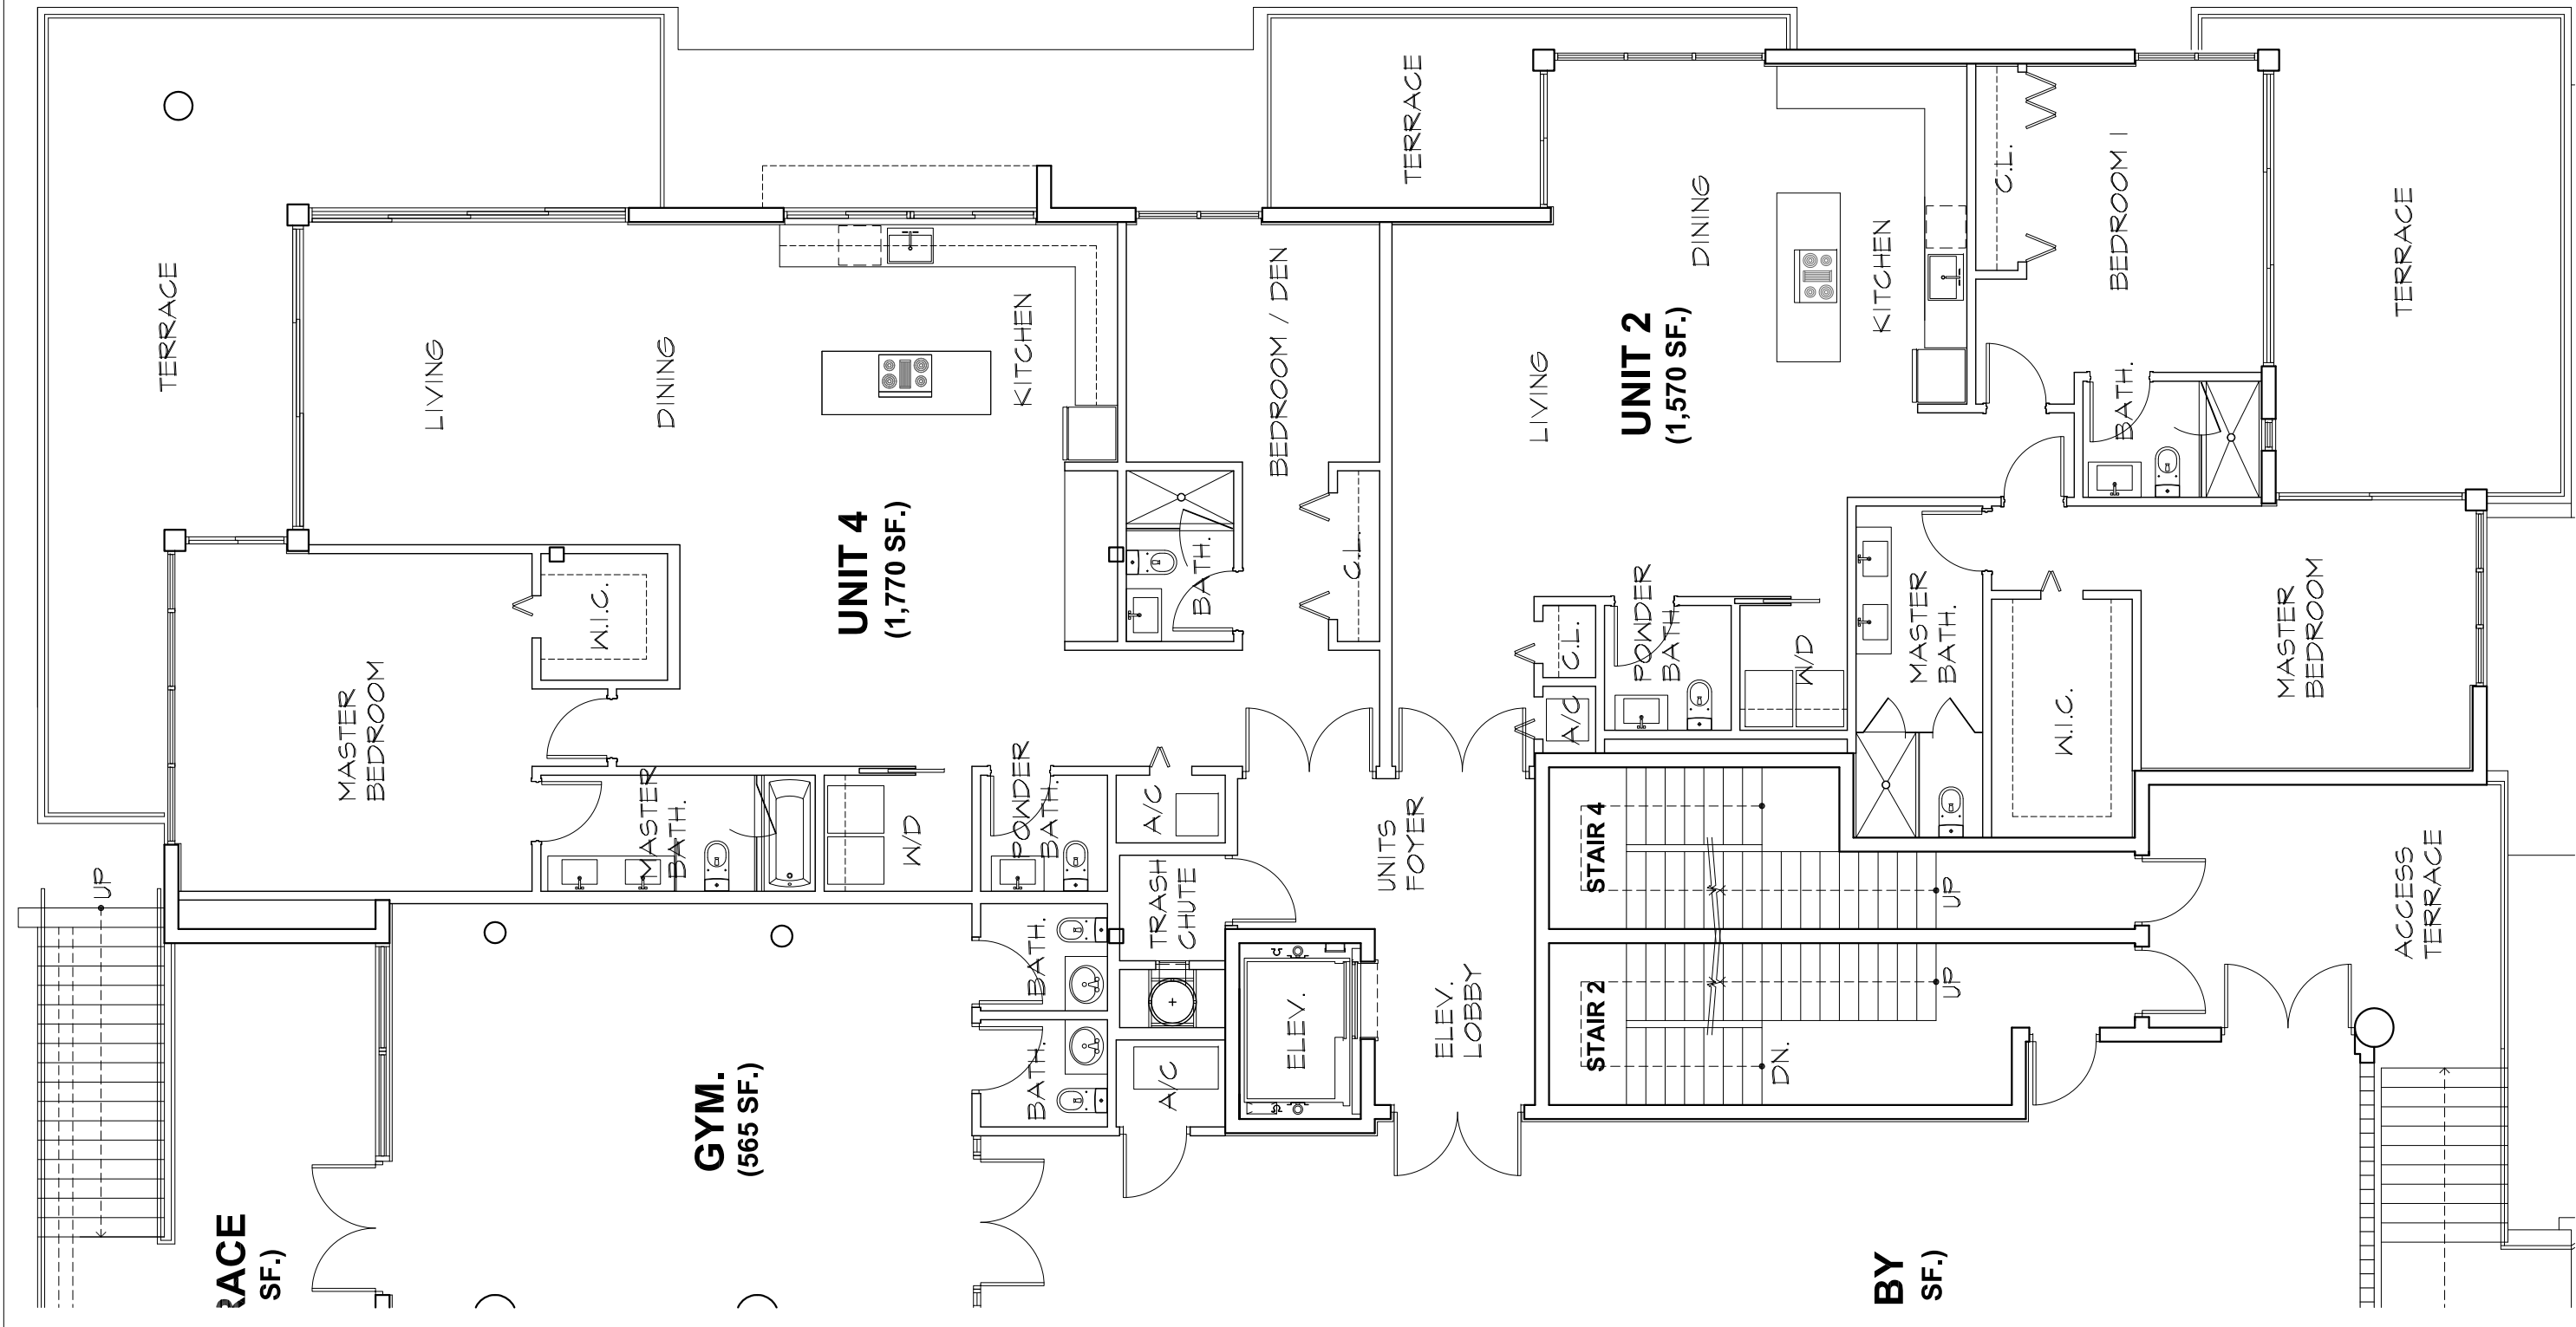 TERRACE
LIVING
DINING
KITCHEN
UNIT 4
(1,770 SF.)
MASTER
BEDROOM
W.I.C.
MASTER
BATH.
W/D
POWDER
BATH.
A/C
BATH.
BEDROOM / DEN
C.L.
TERRACE
LIVING
DINING
KITCHEN
UNIT 2
(1,570 SF.)
C.L.
BEDROOM 1
TERRACE
BATH.
C.L.
A/C
POWDER
BATH
W/D
MASTER
BATH.
W.I.C.
MASTER
BEDROOM
UP
TRASH
CHUTE
UNITS
FOYER
ELEV.
ELEV.
LOBBY
STAIR 4
UP
STAIR 2
UP
DN.
ACCESS
TERRACE
BATH.
BATH.
A/C
GYM.
(565 SF.)
RACE
SF.)
BY
SF.)